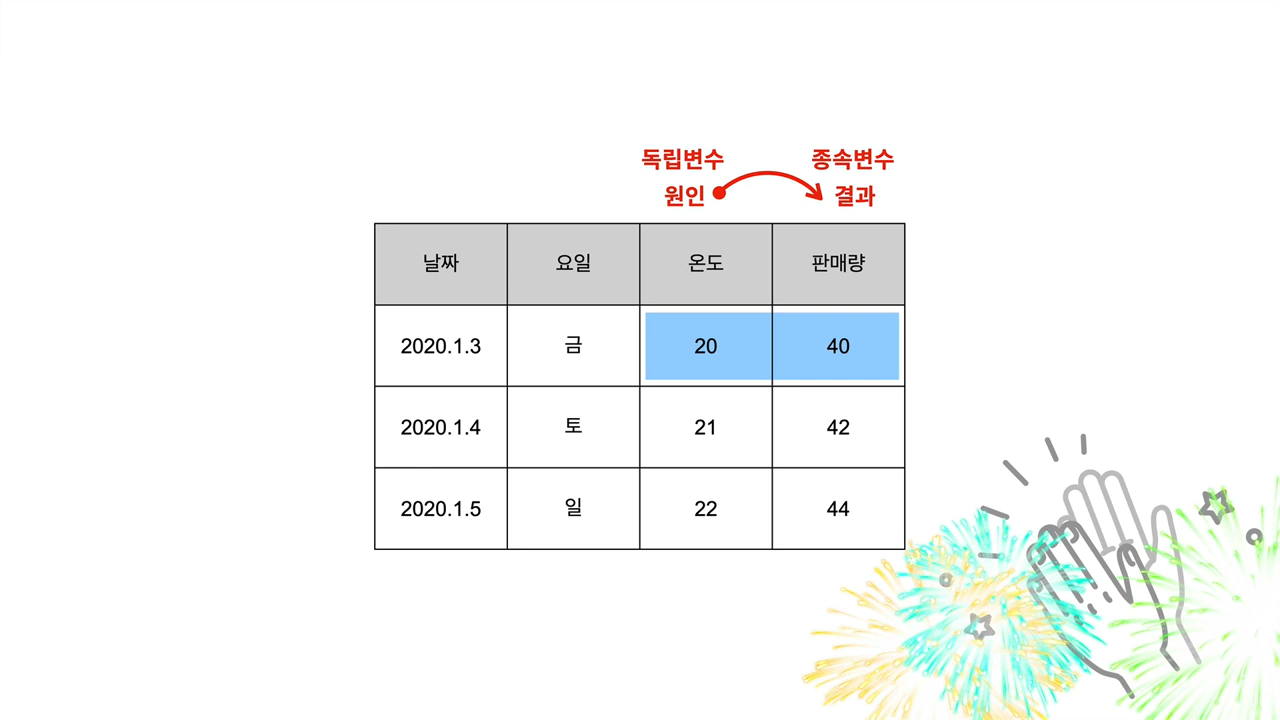 독립변수 종속변수
원인 결과
날짜 요일 온도 판매량
2020.1.3 금 20 40
2020.1.4 토 21 42
2020.1.5 일 22 44